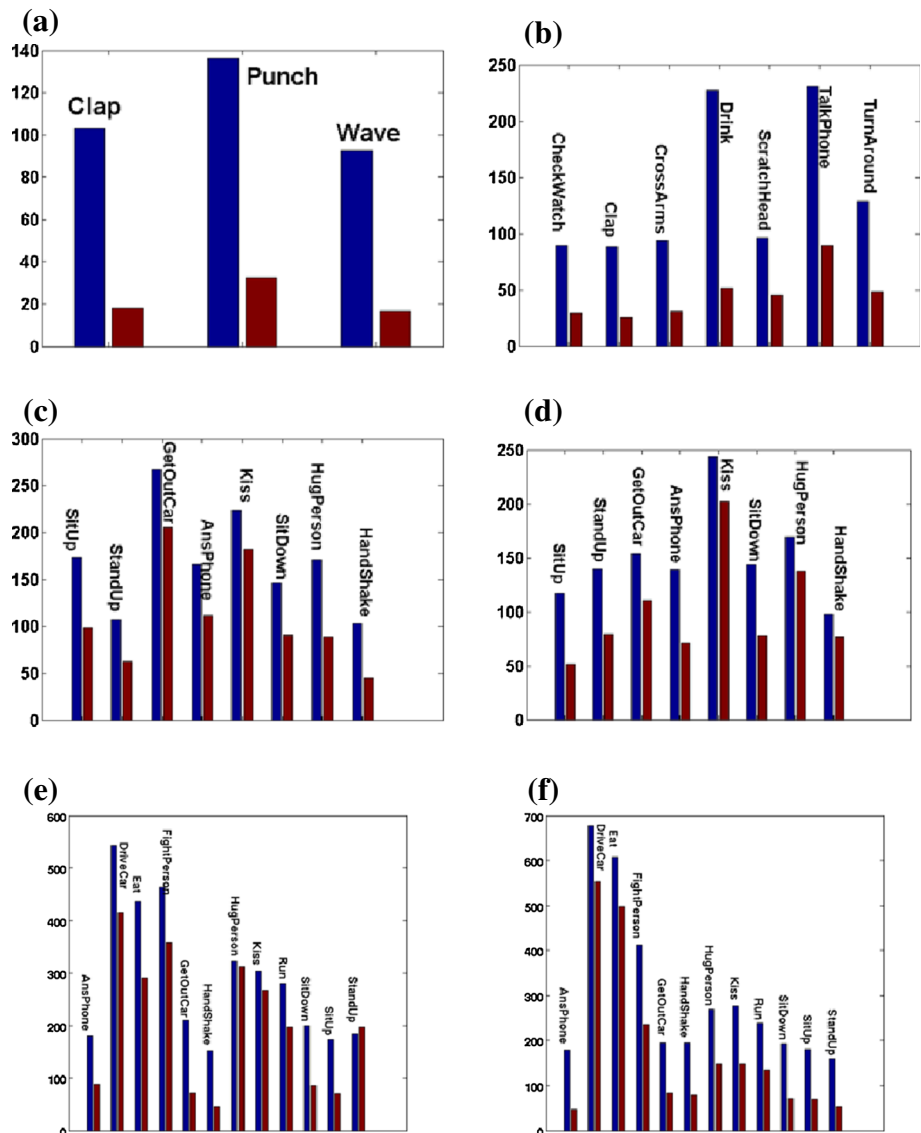 (a)
140
120
100
80
60
40
20
0
Clap
Punch
Wave
(b)
250
200
150
100
50
0
CheckWatch
Clap
CrossArms
Drink
ScratchHead
TalkPhone
TurnAround
(c)
300
250
200
150
100
50
0
SitUp
StandUp
GetOutCar
AnsPhone
Kiss
SitDown
HugPerson
HandShake
(d)
250
200
150
100
50
0
SitUp
StandUp
GetOutCar
AnsPhone
Kiss
SitDown
HugPerson
HandShake
(e)
600
500
400
300
200
100
0
AnsPhone
DriveCar
Eat
FightPerson
GetOutCar
HandShake
HugPerson
Kiss
Run
SitDown
SitUp
StandUp
(f)
700
600
500
400
300
200
100
0
AnsPhone
DriveCar
Eat
FightPerson
GetOutCar
HandShake
HugPerson
Kiss
Run
SitDown
SitUp
StandUp